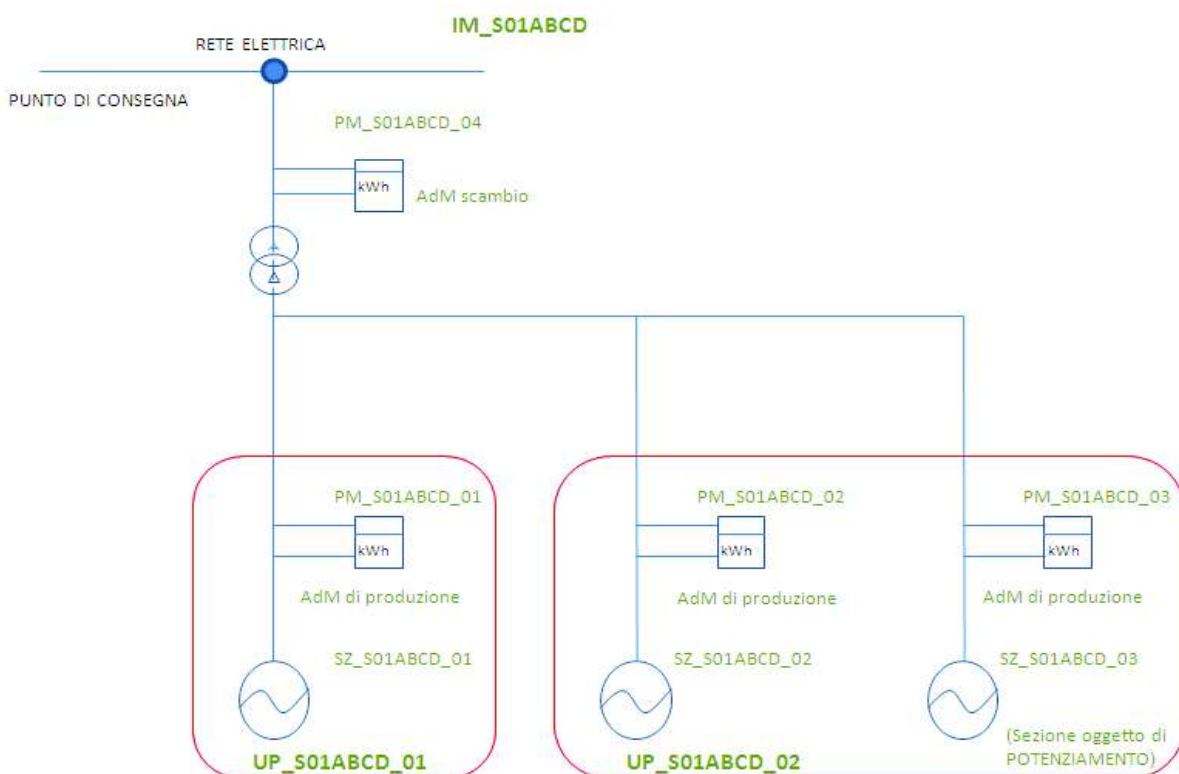 IM_S01ABCD
RETE ELETTRICA
PUNTO DI CONSEGNA
PM_S01ABCD_04
kWh
AdM scambio
PM_S01ABCD_01
PM_S01ABCD_02
PM_S01ABCD_03
kWh
kWh
kWh
AdM di produzione
AdM di produzione
AdM di produzione
SZ_S01ABCD_01
SZ_S01ABCD_02
SZ_S01ABCD_03
(Sezione oggetto di
POTENZIAMENTO)
UP_S01ABCD_01
UP_S01ABCD_02